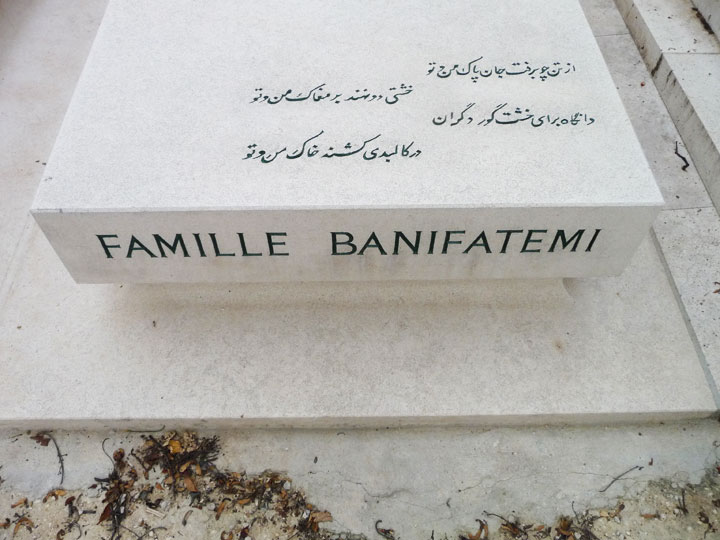 از تن چو برفت جان پاک من و تو
خشتی دو نهند بر مغاک من و تو
وانگاه برای خشت گور دگران
در کالبدی کشند خاک من و تو
FAMILLE BANIFATEMI